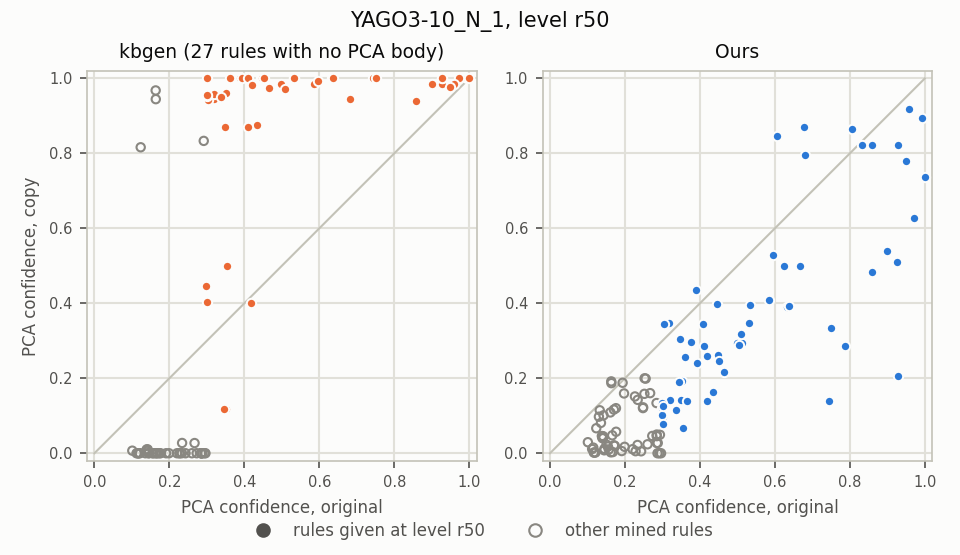 YAGO3-10_N_1, level r50
kbgen (27 rules with no PCA body)
Ours
PCA confidence, copy
1.0
0.8
0.6
0.4
0.2
0.0
0.0 0.2 0.4 0.6 0.8 1.0
PCA confidence, original
1.0
0.8
0.6
0.4
0.2
0.0
0.0 0.2 0.4 0.6 0.8 1.0
PCA confidence, original
rules given at level r50
other mined rules